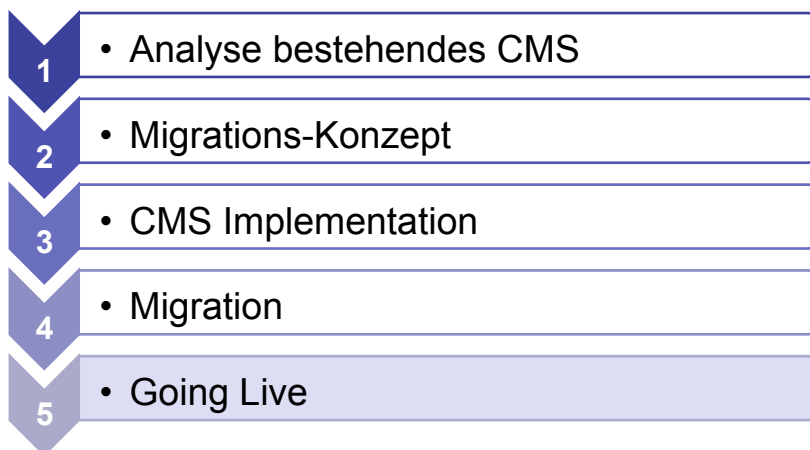 1 • Analyse bestehendes CMS
2 • Migrations-Konzept
3 • CMS Implementation
4 • Migration
5 • Going Live